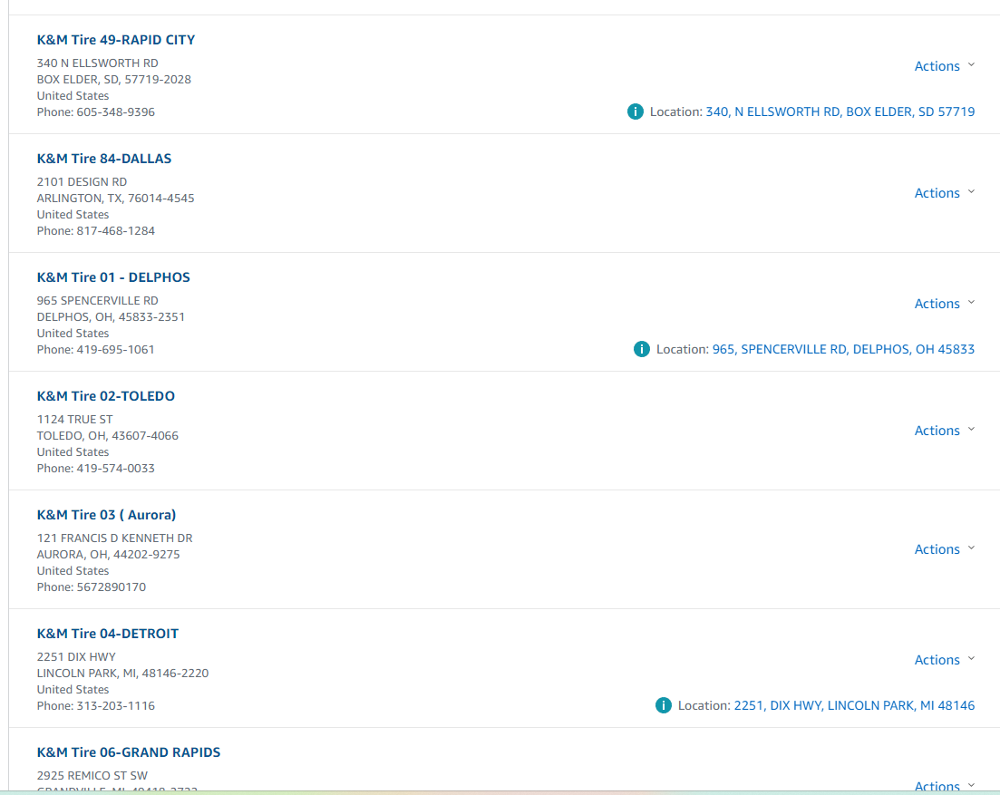 K&M Tire 49-RAPID CITY
340 N ELLSWORTH RD
BOX ELDER, SD, 57719-2028
United States
Phone: 605-348-9396
Actions
Location: 340, N ELLSWORTH RD, BOX ELDER, SD 57719
K&M Tire 84-DALLAS
2101 DESIGN RD
ARLINGTON, TX, 76014-4545
United States
Phone: 817-468-1284
Actions
K&M Tire 01 - DELPHOS
965 SPENCERVILLE RD
DELPHOS, OH, 45833-2351
United States
Phone: 419-695-1061
Actions
Location: 965, SPENCERVILLE RD, DELPHOS, OH 45833
K&M Tire 02-TOLEDO
1124 TRUE ST
TOLEDO, OH, 43607-4066
United States
Phone: 419-574-0033
Actions
K&M Tire 03 ( Aurora)
121 FRANCIS D KENNETH DR
AURORA, OH, 44202-9275
United States
Phone: 5672890170
Actions
K&M Tire 04-DETROIT
2251 DIX HWY
LINCOLN PARK, MI, 48146-2220
United States
Phone: 313-203-1116
Actions
Location: 2251, DIX HWY, LINCOLN PARK, MI 48146
K&M Tire 06-GRAND RAPIDS
2925 REMICO ST SW
Actions